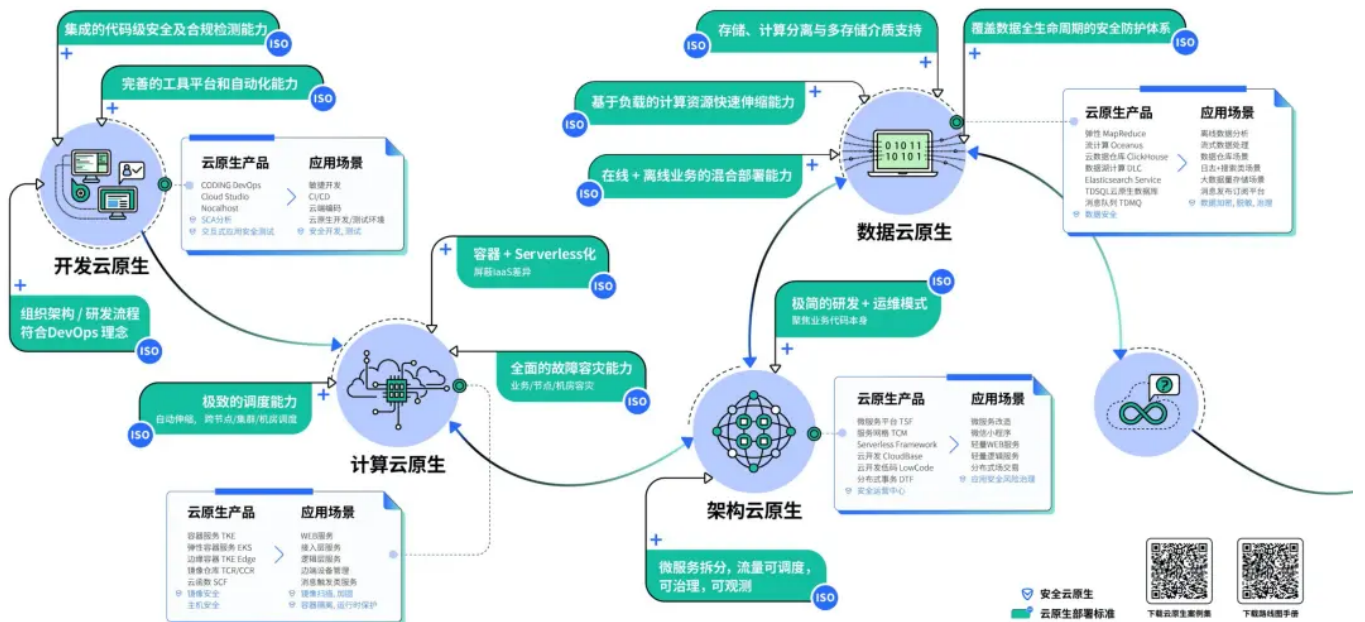 集成的代码级安全及合规检测能力
ISO
完善的工具平台和自动化能力
ISO
云原生产品
应用场景
CODING DevOps
Cloud Studio
Nocalhost
SCA分析
交互式应用安全测试
敏捷开发
CI/CD
云端编码
云原生开发/测试环境
安全开发, 测试
开发云原生
组织架构 / 研发流程
符合DevOps 理念
ISO
容器 + Serverless化
屏蔽IaaS差异
ISO
全面的故障容灾能力
业务/节点/机房容灾
ISO
极致的调度能力
自动伸缩, 跨节点/集群/机房调度
ISO
计算云原生
云原生产品
应用场景
容器服务 TKE
弹性容器服务 EKS
边缘容器 TKE Edge
镜像仓库 TCR/CCR
云函数 SCF
镜像安全
主机安全
WEB服务
接入层服务
逻辑层服务
边端设备管理
消息触发类服务
镜像扫描, 加固
容器隔离, 运行时保护
存储、计算分离与多存储介质支持
ISO
覆盖数据全生命周期的安全防护体系
ISO
基于负载的计算资源快速伸缩能力
ISO
在线 + 离线业务的混合部署能力
ISO
0 10 11
10 10 1
数据云原生
云原生产品
应用场景
弹性 MapReduce
流计算 Oceanus
云数据仓库 ClickHouse
数据湖计算 DLC
Elasticsearch Service
TDSQL云原生数据库
消息队列 TDMQ
数据安全
离线数据分析
流式数据处理
数据仓库场景
日志+搜索类场景
大数据量存储场景
消息发布订阅平台
数据加密, 脱敏, 治理
极简的研发 + 运维模式
聚焦业务代码本身
ISO
架构云原生
云原生产品
应用场景
微服务平台 TSF
服务网格 TCM
Serverless Framework
云开发 CloudBase
云开发低码 LowCode
分布式事务 DTF
安全运营中心
微服务改造
微信小程序
轻量WEB服务
轻量逻辑服务
分布式场交易
应用安全风险治理
微服务拆分, 流量可调度,
可治理, 可观测
ISO
?
安全云原生
云原生部署标准
下载云原生案例集
下载路线图手册